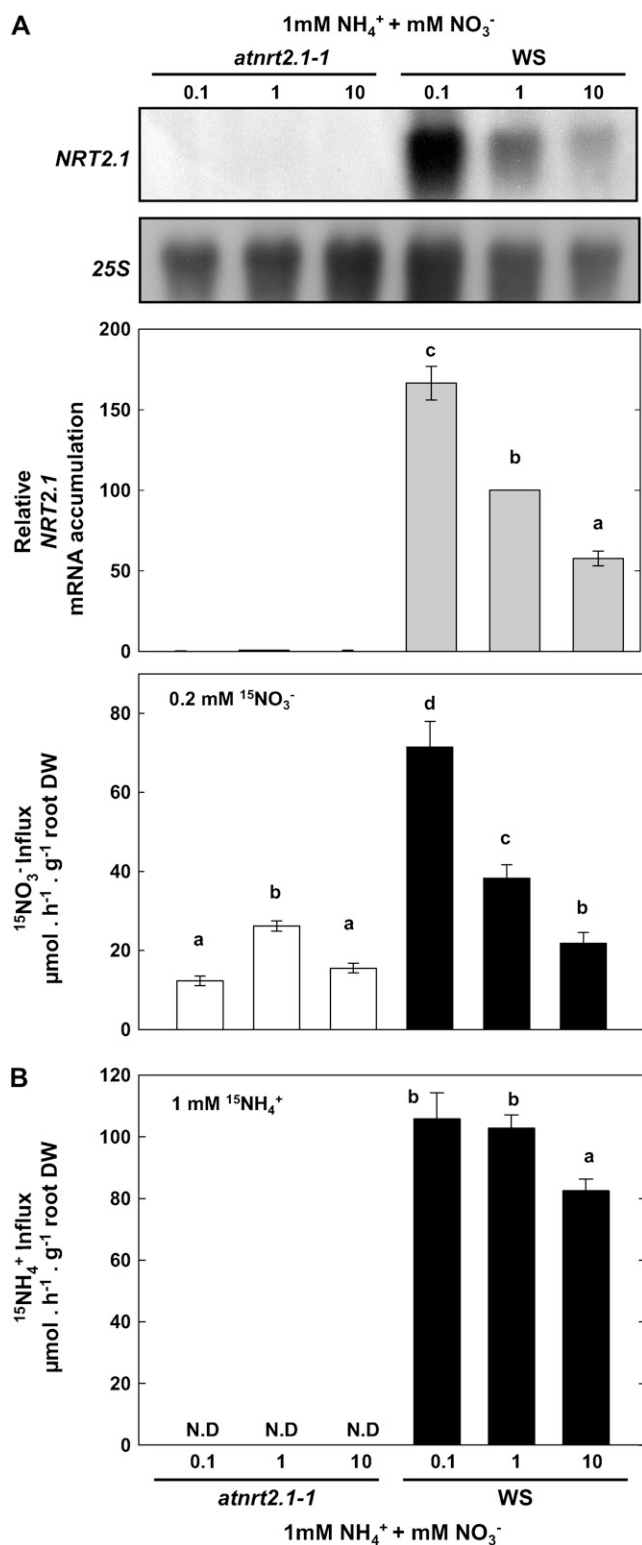 A
1mM NH₄⁺ + mM NO₃⁻
atnrt2.1-1 WS
0.1 1 10 0.1 1 10
NRT2.1
25S
Relative
NRT2.1
mRNA accumulation
200
150
100
50
0
c
b
a
0.2 mM ¹⁵NO₃⁻
¹⁵NO₃⁻ Influx
µmol . h⁻¹ . g⁻¹ root DW
80
60
40
20
0
a b a d c b
B
1 mM ¹⁵NH₄⁺
¹⁵NH₄⁺ Influx
µmol . h⁻¹ . g⁻¹ root DW
120
100
80
60
40
20
0
b b a
N.D N.D N.D
0.1 1 10 0.1 1 10
atnrt2.1-1 WS
1mM NH₄⁺ + mM NO₃⁻